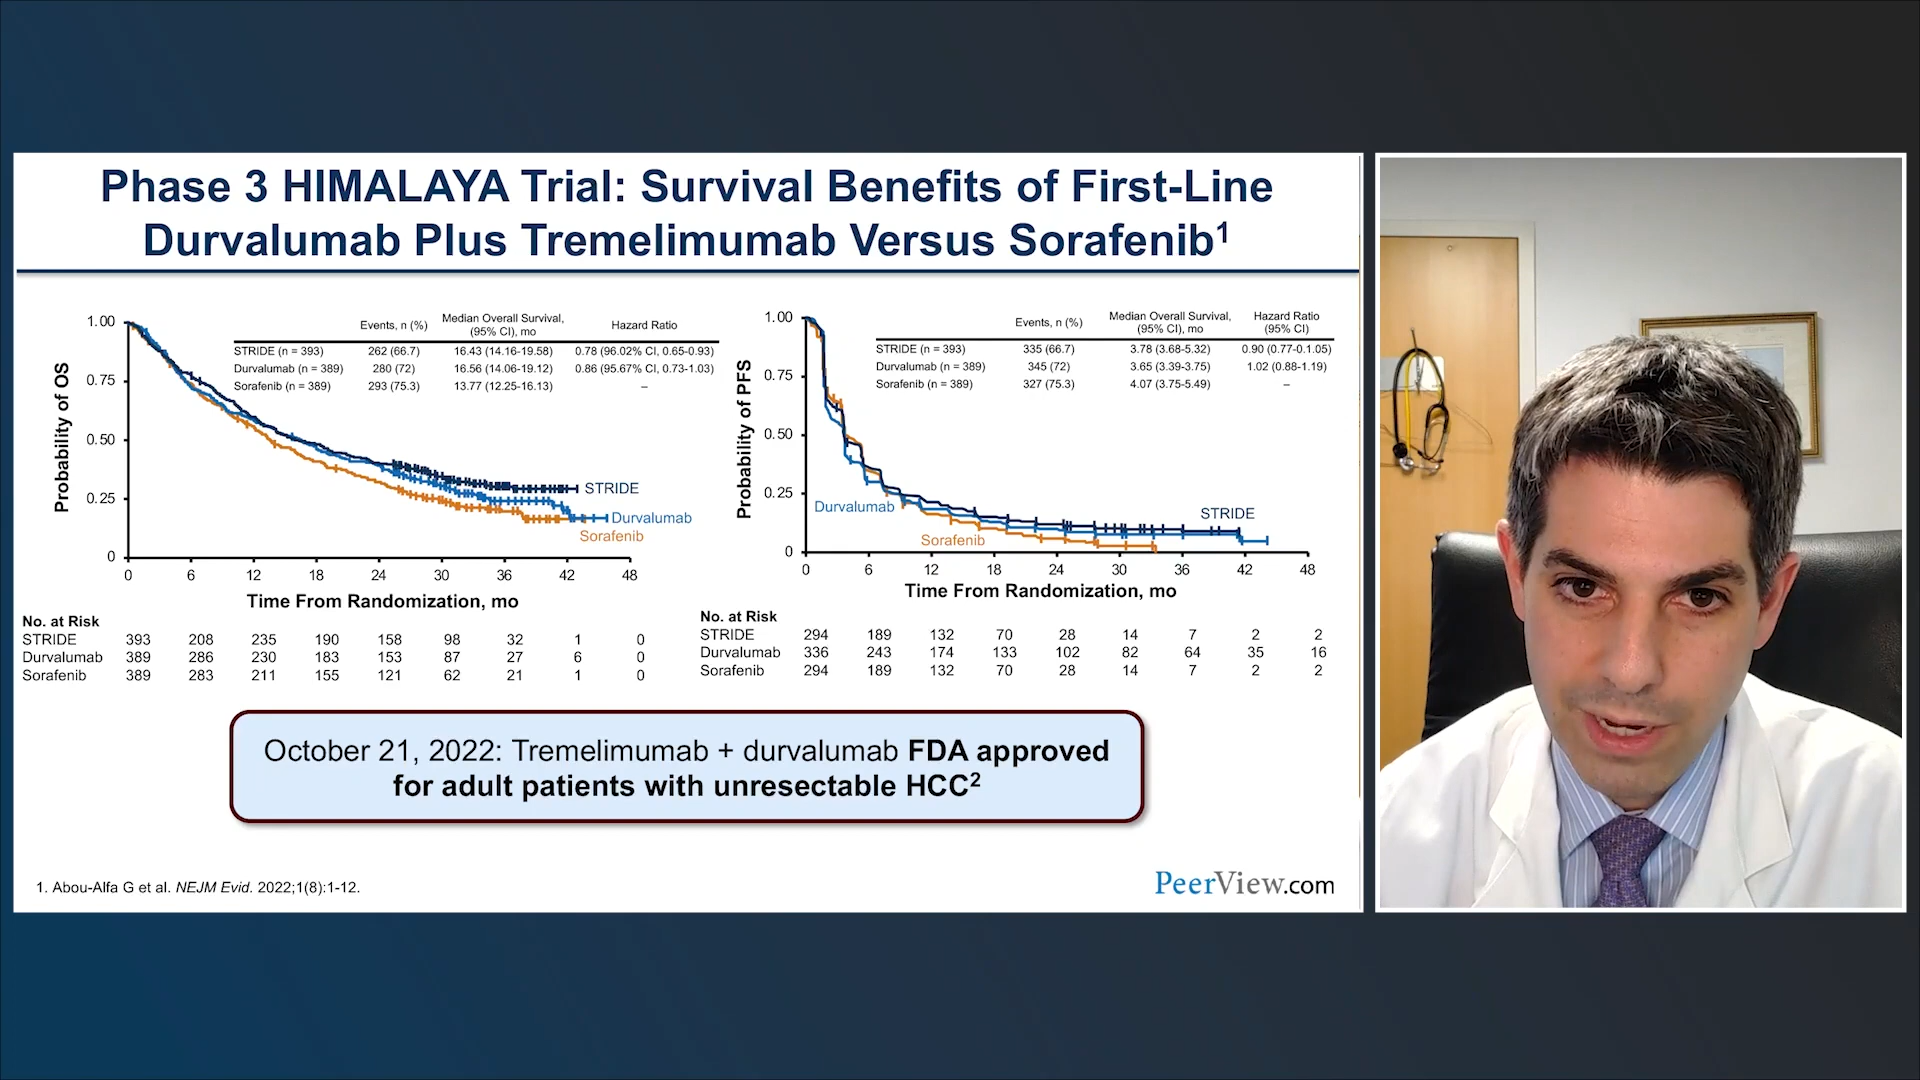 Phase 3 HIMALAYA Trial: Survival Benefits of First-Line
Durvalumab Plus Tremelimumab Versus Sorafenib1
Probability of OS
1.00
0.75
0.50
0.25
0
Events, n (%) Median Overall Survival, (95% CI), mo Hazard Ratio
STRIDE (n = 393) 262 (66.7) 16.43 (14.16-19.58) 0.78 (96.02% CI, 0.65-0.93)
Durvalumab (n = 389) 280 (72) 16.56 (14.06-19.12) 0.86 (95.67% CI, 0.73-1.03)
Sorafenib (n = 389) 293 (75.3) 13.77 (12.25-16.13) –
STRIDE
Durvalumab
Sorafenib
0 6 12 18 24 30 36 42 48
Time From Randomization, mo
No. at Risk
STRIDE 393 208 235 190 158 98 32 1 0
Durvalumab 389 286 230 183 153 87 27 6 0
Sorafenib 389 283 211 155 121 62 21 1 0
Probability of PFS
1.00
0.75
0.50
0.25
0
Events, n (%) Median Overall Survival, (95% CI), mo Hazard Ratio (95% CI)
STRIDE (n = 393) 335 (66.7) 3.78 (3.68-5.32) 0.90 (0.77-0.1.05)
Durvalumab (n = 389) 345 (72) 3.65 (3.39-3.75) 1.02 (0.88-1.19)
Sorafenib (n = 389) 327 (75.3) 4.07 (3.75-5.49) –
Durvalumab
STRIDE
Sorafenib
0 6 12 18 24 30 36 42 48
Time From Randomization, mo
No. at Risk
STRIDE 294 189 132 70 28 14 7 2 2
Durvalumab 336 243 174 133 102 82 64 35 16
Sorafenib 294 189 132 70 28 14 7 2 2
October 21, 2022: Tremelimumab + durvalumab FDA approved
for adult patients with unresectable HCC2
1. Abou-Alfa G et al. NEJM Evid. 2022;1(8):1-12.
PeerView.com